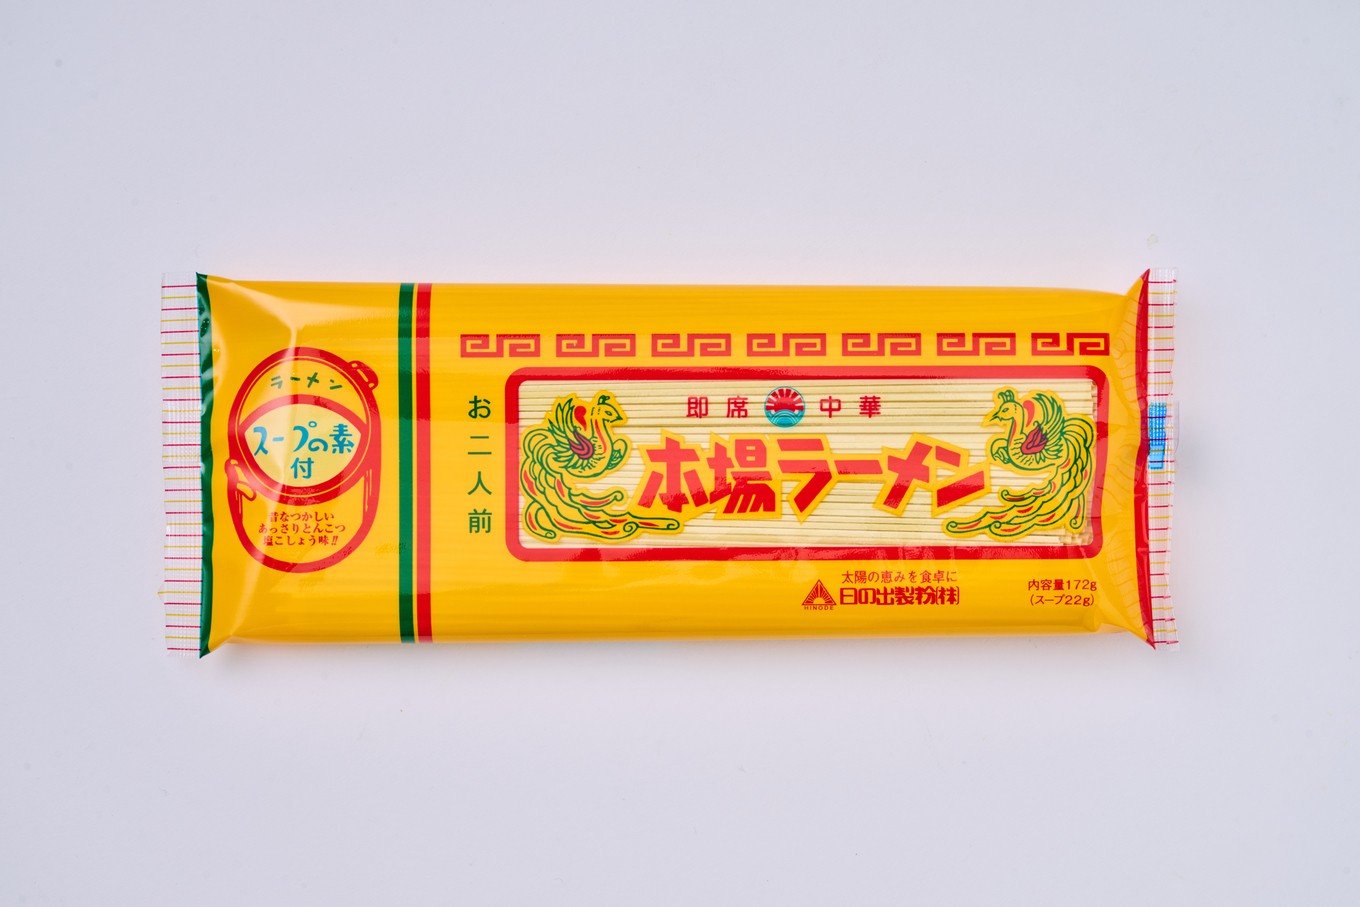 ラーメン
スープの素
付
昔なつかしい
あっさりとんこつ
塩こしょう味!!
お二人前
即席 中華
本場ラーメン
太陽の恵みを食卓に
HINODE 日の出製粉(株)
内容量172g
(スープ22g)